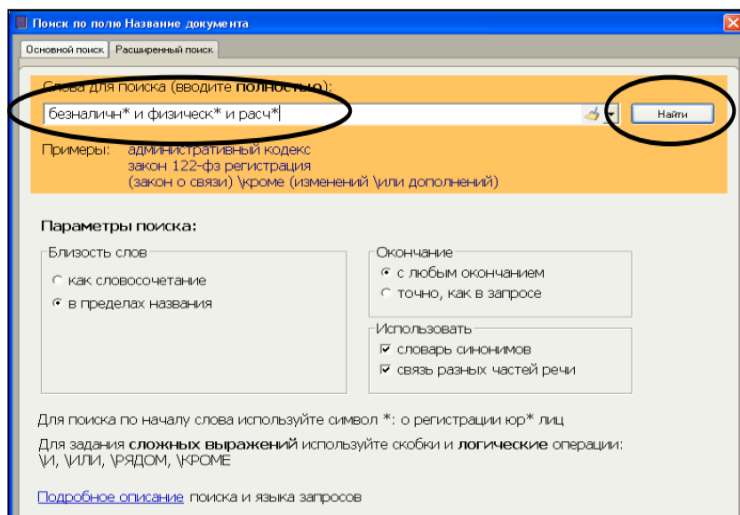 Поиск по полю Название документа
Основной поиск Расширенный поиск
Слова для поиска (вводите полностью):
безналичн* и физическ* и расч*
Найти
Примеры: административный кодекс
закон 122-фз регистрация
(закон о связи) \кроме (изменений \или дополнений)
Параметры поиска:
Близость слов
как словосочетание
в пределах названия
Окончание
с любым окончанием
точно, как в запросе
Использовать
словарь синонимов
связь разных частей речи
Для поиска по началу слова используйте символ *: о регистрации юр* лиц
Для задания сложных выражений используйте скобки и логические операции:
\И, \ИЛИ, \РЯДОМ, \КРОМЕ
Подробное описание поиска и языка запросов